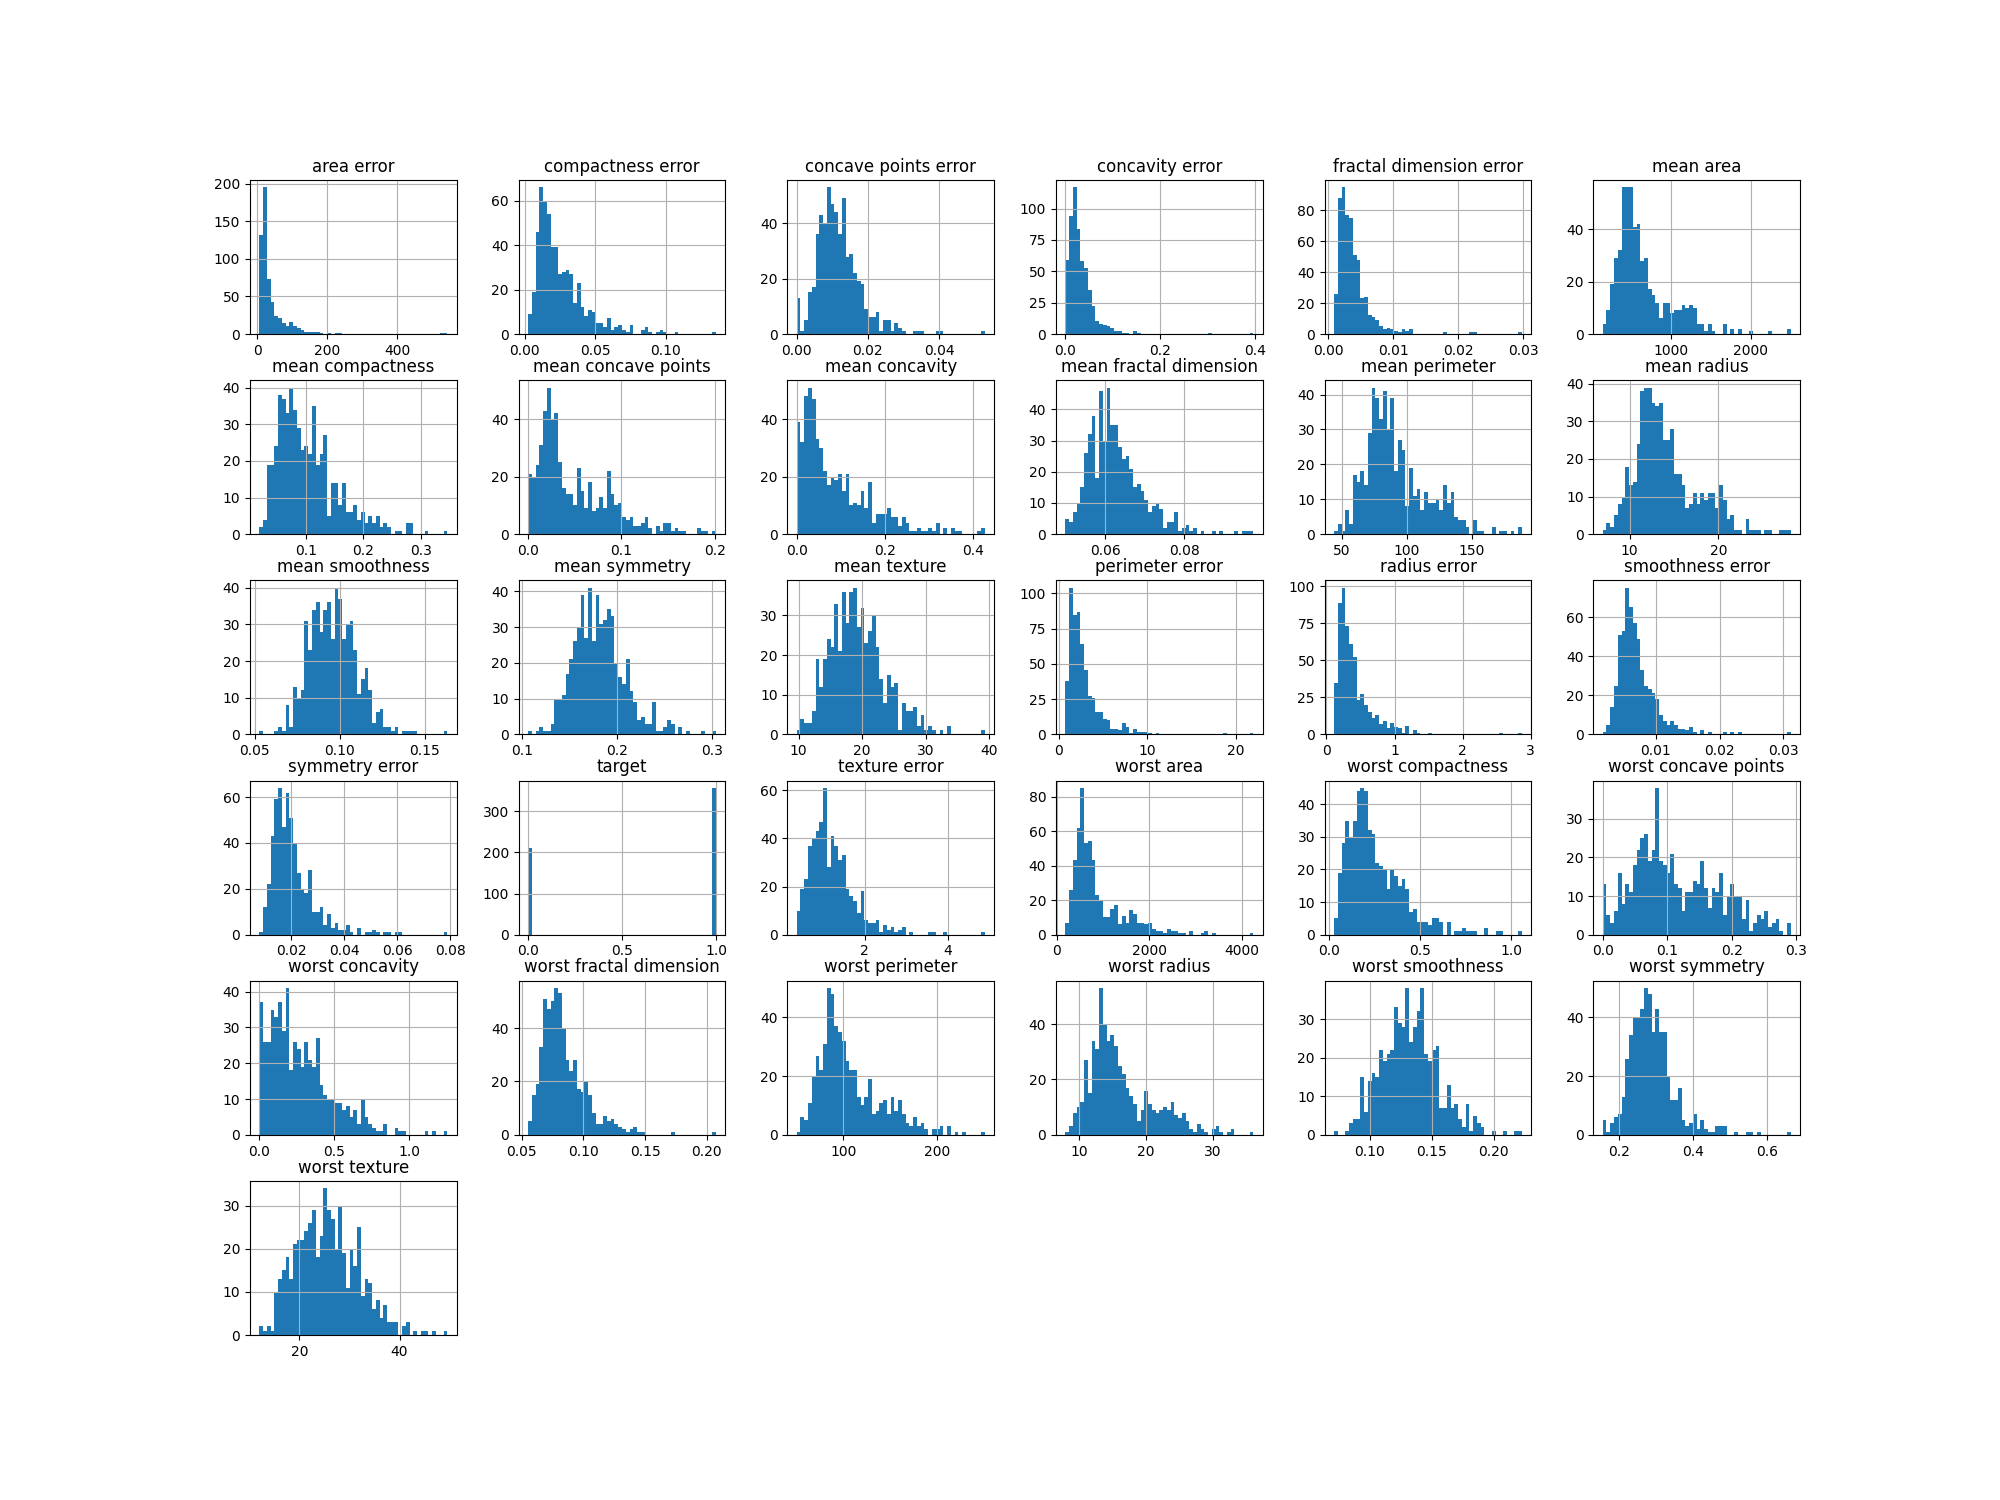 area error
200
150
100
50
0
0 200 400
compactness error
60
40
20
0
0.00 0.05 0.10
concave points error
40
20
0
0.00 0.02 0.04
concavity error
100
75
50
25
0
0.0 0.2 0.4
fractal dimension error
80
60
40
20
0
0.00 0.01 0.02 0.03
mean area
40
20
0
1000 2000
mean compactness
40
30
20
10
0
0.1 0.2 0.3
mean concave points
40
20
0
0.0 0.1 0.2
mean concavity
40
20
0
0.0 0.2 0.4
mean fractal dimension
40
30
20
10
0
0.06 0.08
mean perimeter
40
30
20
10
0
50 100 150
mean radius
40
30
20
10
0
10 20
mean smoothness
40
30
20
10
0
0.05 0.10 0.15
mean symmetry
40
30
20
10
0
0.1 0.2 0.3
mean texture
30
20
10
0
10 20 30 40
perimeter error
100
75
50
25
0
0 10 20
radius error
100
75
50
25
0
0 1 2 3
smoothness error
60
40
20
0
0.01 0.02 0.03
symmetry error
60
40
20
0
0.02 0.04 0.06 0.08
target
300
200
100
0
0.0 0.5 1.0
texture error
60
40
20
0
2 4
worst area
80
60
40
20
0
0 2000 4000
worst compactness
40
30
20
10
0
0.0 0.5 1.0
worst concave points
30
20
10
0
0.0 0.1 0.2 0.3
worst concavity
40
30
20
10
0
0.0 0.5 1.0
worst fractal dimension
40
20
0
0.05 0.10 0.15 0.20
worst perimeter
40
20
0
100 200
worst radius
40
20
0
10 20 30
worst smoothness
30
20
10
0
0.10 0.15 0.20
worst symmetry
40
20
0
0.2 0.4 0.6
worst texture
30
20
10
0
20 40